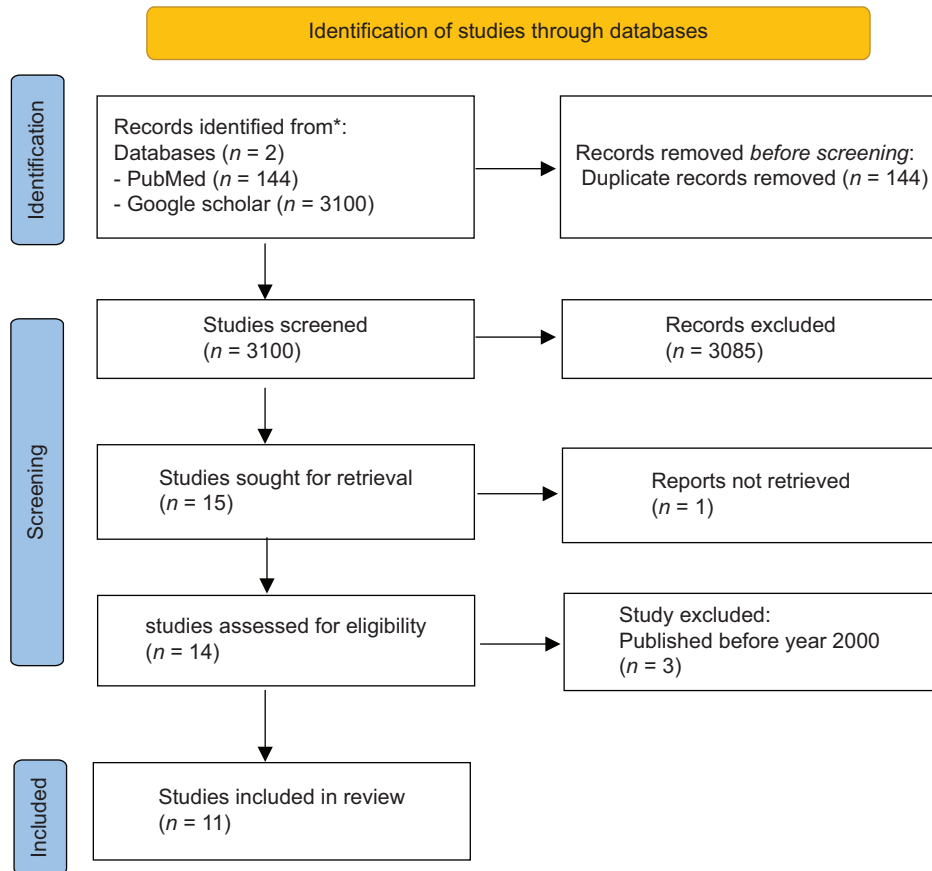 Identification of studies through databases
Identification
Records identified from*:
Databases (n = 2)
- PubMed (n = 144)
- Google scholar (n = 3100)
Records removed before screening:
Duplicate records removed (n = 144)
Screening
Studies screened
(n = 3100)
Records excluded
(n = 3085)
Studies sought for retrieval
(n = 15)
Reports not retrieved
(n = 1)
studies assessed for eligibility
(n = 14)
Study excluded:
Published before year 2000
(n = 3)
Included
Studies included in review
(n = 11)